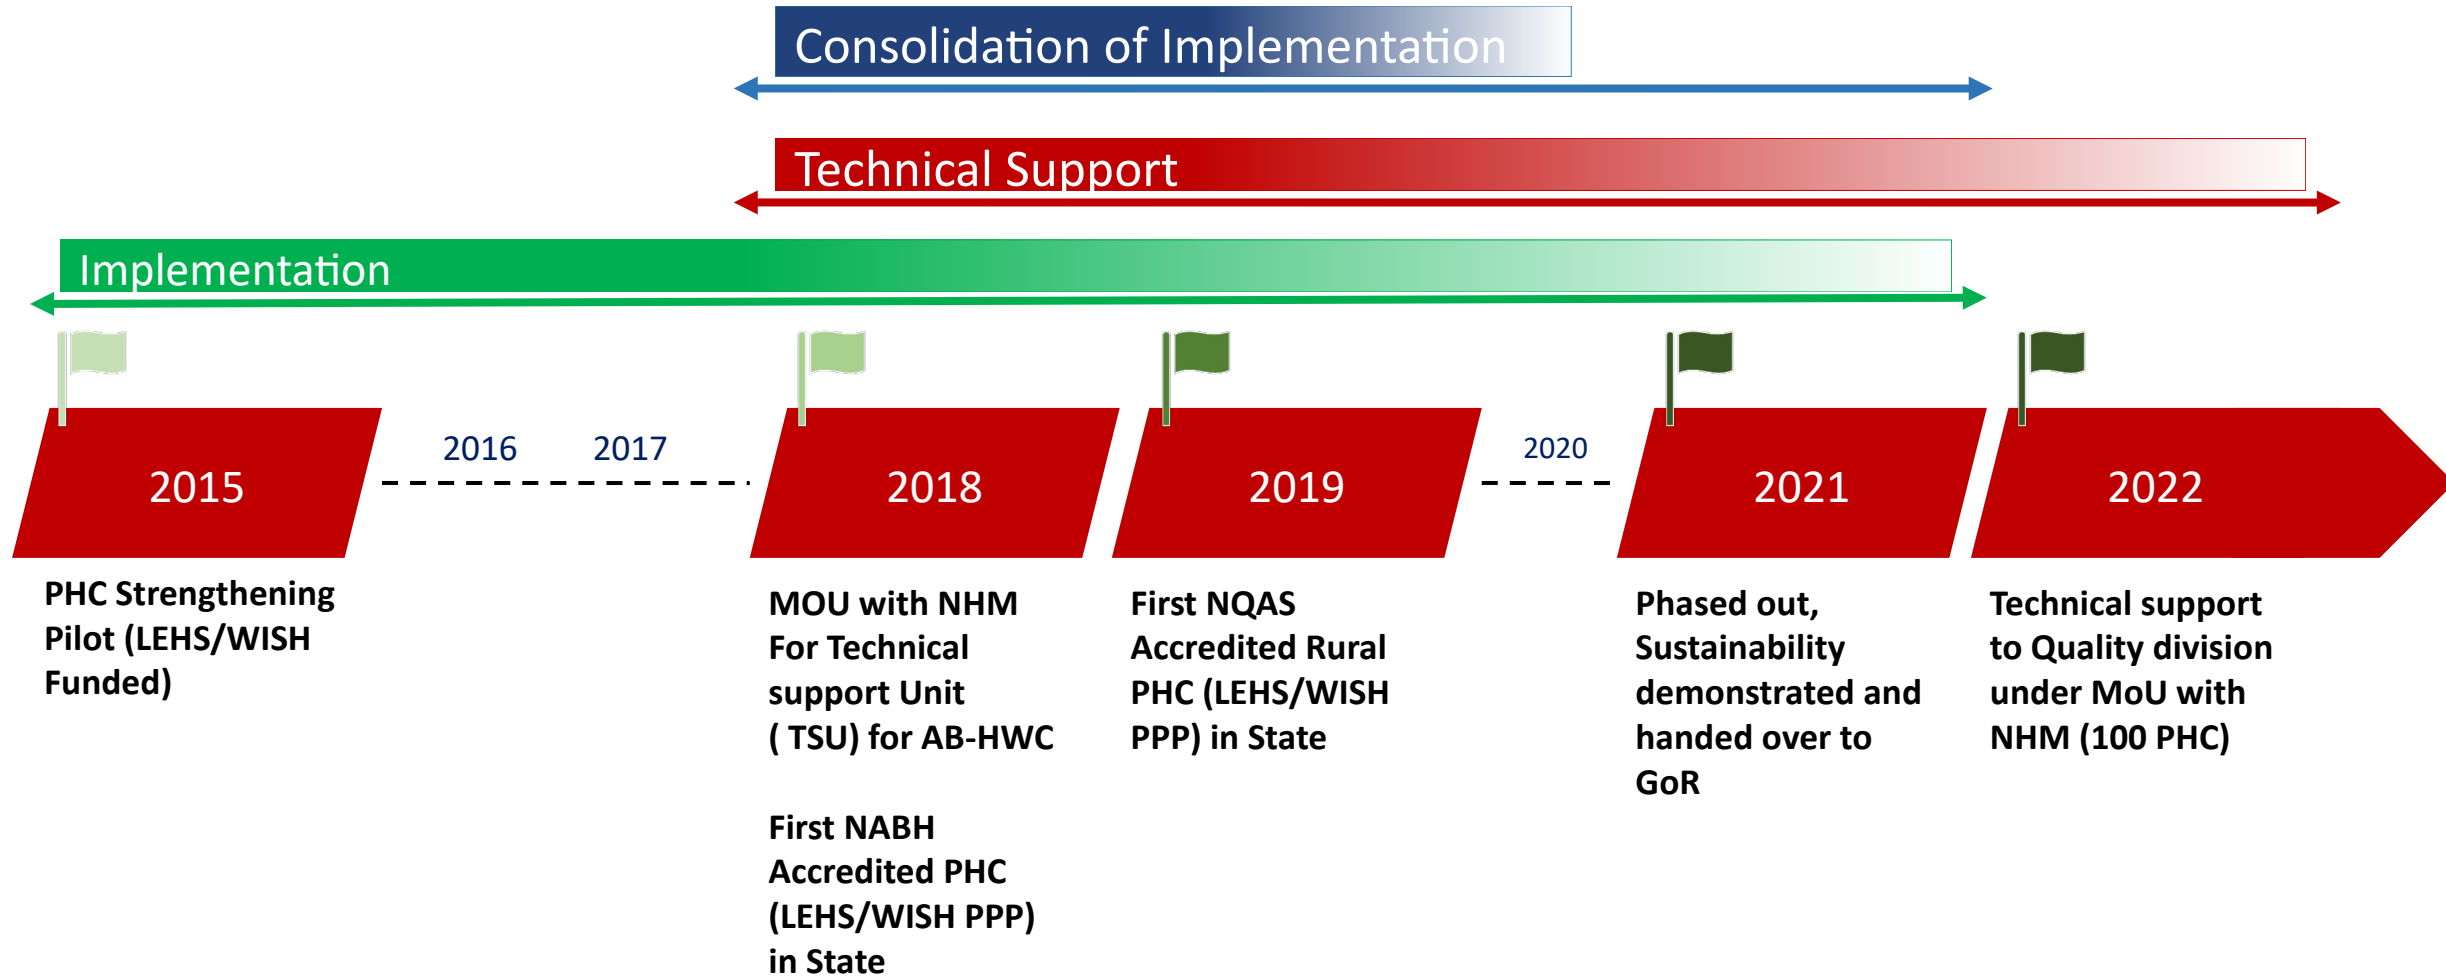 Consolidation of Implementation
Technical Support
Implementation
2015
2016
2017
2018
2019
2020
2021
2022
PHC Strengthening
Pilot (LEHS/WISH
Funded)
MOU with NHM
For Technical
support Unit
( TSU) for AB-HWC
First NABH
Accredited PHC
(LEHS/WISH PPP)
in State
First NQAS
Accredited Rural
PHC (LEHS/WISH
PPP) in State
Phased out,
Sustainability
demonstrated and
handed over to
GoR
Technical support
to Quality division
under MoU with
NHM (100 PHC)